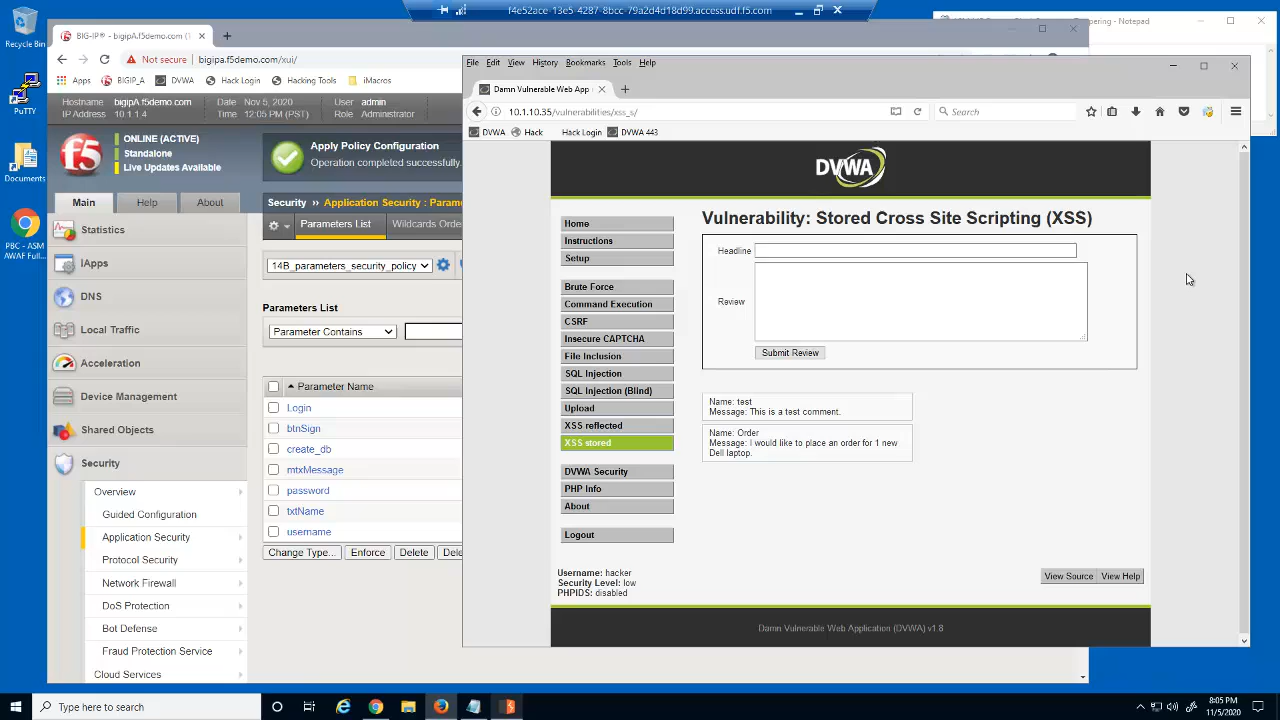 f4e52ace-13e5-4287-8bcc-79a2d4d18d99.access.udf.f5.com
Recycle Bin
PuTTY
Documents
PBC - ASM
AWAF Full...
BIG-IP® - bigipA.f5demo.com (1
Not secure
bigipa.f5demo.com/xui/
Apps
BIGIP_A
DVWA
Hack Login
Hacking Tools
iMacros
Hostname bigipA.f5demo.com
IP Address 10.1.1.4
Date Nov 5, 2020
Time 12:05 PM (PST)
User admin
Role Administrator
ONLINE (ACTIVE)
Standalone
Live Updates Available
Apply Policy Configuration
Operation completed successfully.
Main
Help
About
Security ›› Application Security : Param
Parameters List
Wildcards Orde
14B_parameters_security_policy
Parameters List
Parameter Contains
Parameter Name
Login
btnSign
create_db
mtxMessage
password
txtName
username
Change Type...
Enforce
Delete
Dele
Statistics
IApps
DNS
Local Traffic
Acceleration
Device Management
Shared Objects
Security
Overview
Guided Configuration
Application Security
Protocol Security
Network Firewall
DoS Protection
Bot Defense
Fraud Protection Service
Cloud Services
pering - Notepad
File Edit View History Bookmarks Tools Help
Damn Vulnerable Web App
10.1.10.35/vulnerabilities/xss_s/
Search
DVWA
Hack
Hack Login
DVWA 443
DVWA
Vulnerability: Stored Cross Site Scripting (XSS)
Headline
Review
Submit Review
Name: test
Message: This is a test comment.
Name: Order
Message: I would like to place an order for 1 new
Dell laptop.
Home
Instructions
Setup
Brute Force
Command Execution
CSRF
Insecure CAPTCHA
File Inclusion
SQL Injection
SQL Injection (Blind)
Upload
XSS reflected
XSS stored
DVWA Security
PHP Info
About
Logout
Username: hacker
Security Level: low
PHPIDS: disabled
View Source
View Help
Damn Vulnerable Web Application (DVWA) v1.8
Type here to search
8:05 PM
11/5/2020